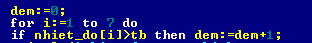 dem:=0;
for i:=1 to 7 do
if nhiet_do[i]>tb then dem:=dem+1;